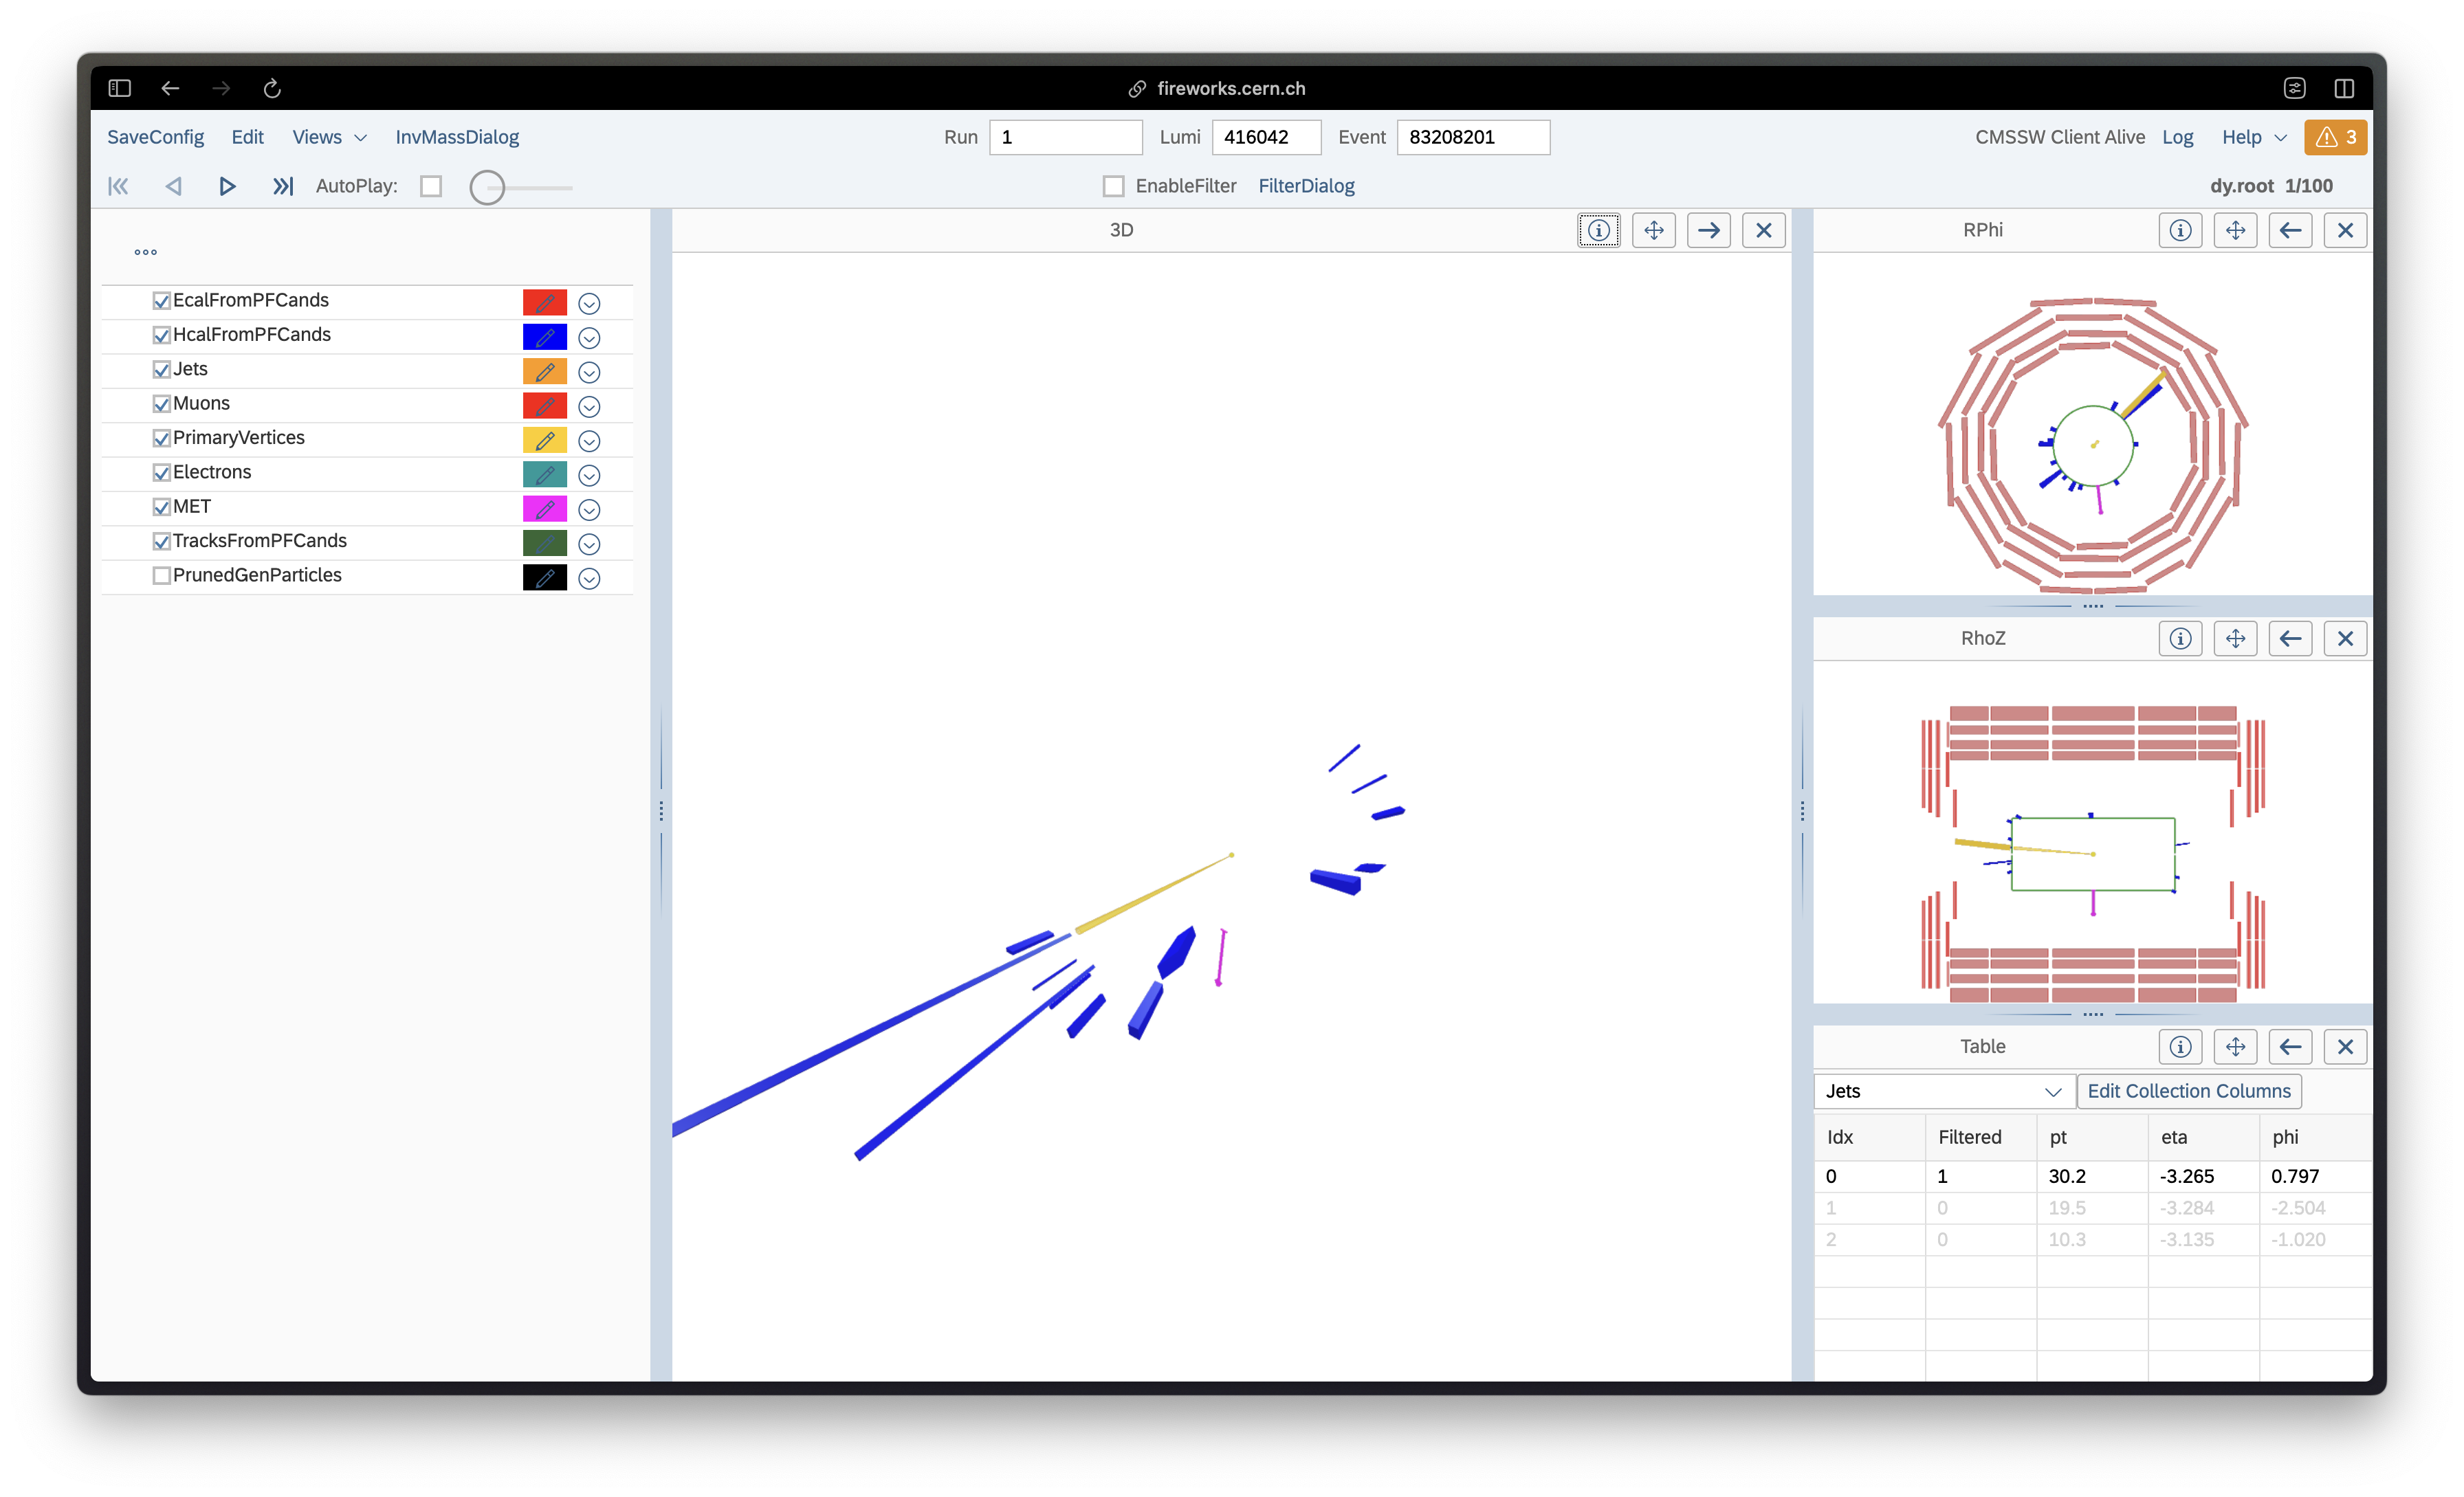 fireworks.cern.ch
SaveConfig Edit Views InvMassDialog Run 1 Lumi 416042 Event 83208201 CMSSW Client Alive Log Help 3
AutoPlay: EnableFilter FilterDialog dy.root 1/100
3D
RPhi
EcalFromPFCands
HcalFromPFCands
Jets
Muons
PrimaryVertices
Electrons
MET
TracksFromPFCands
PrunedGenParticles
RhoZ
Table
Jets Edit Collection Columns
Idx Filtered pt eta phi
0 1 30.2 -3.265 0.797
1 0 19.5 -3.284 -2.504
2 0 10.3 -3.135 -1.020